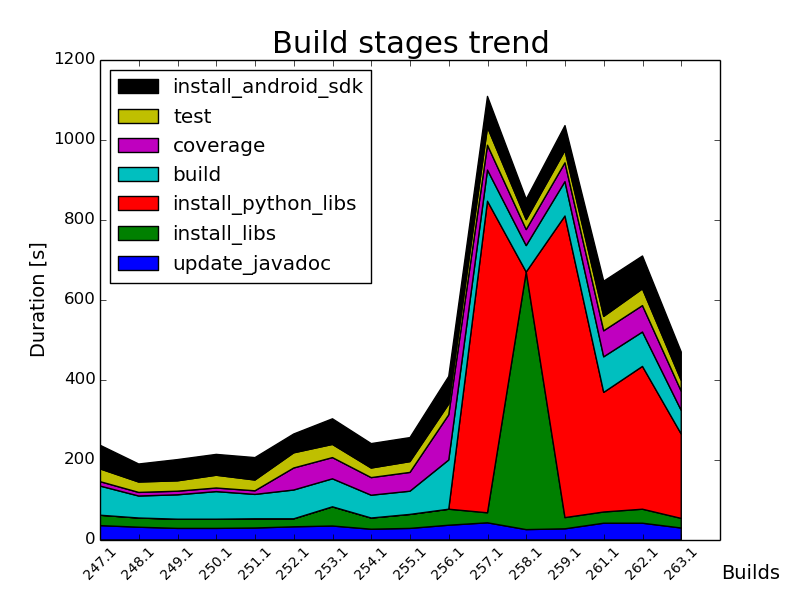 Build stages trend
1200
1000
800
600
400
200
0
Duration [s]
install_android_sdk
test
coverage
build
install_python_libs
install_libs
update_javadoc
247.1
248.1
249.1
250.1
251.1
252.1
253.1
254.1
255.1
256.1
257.1
258.1
259.1
261.1
262.1
263.1
Builds